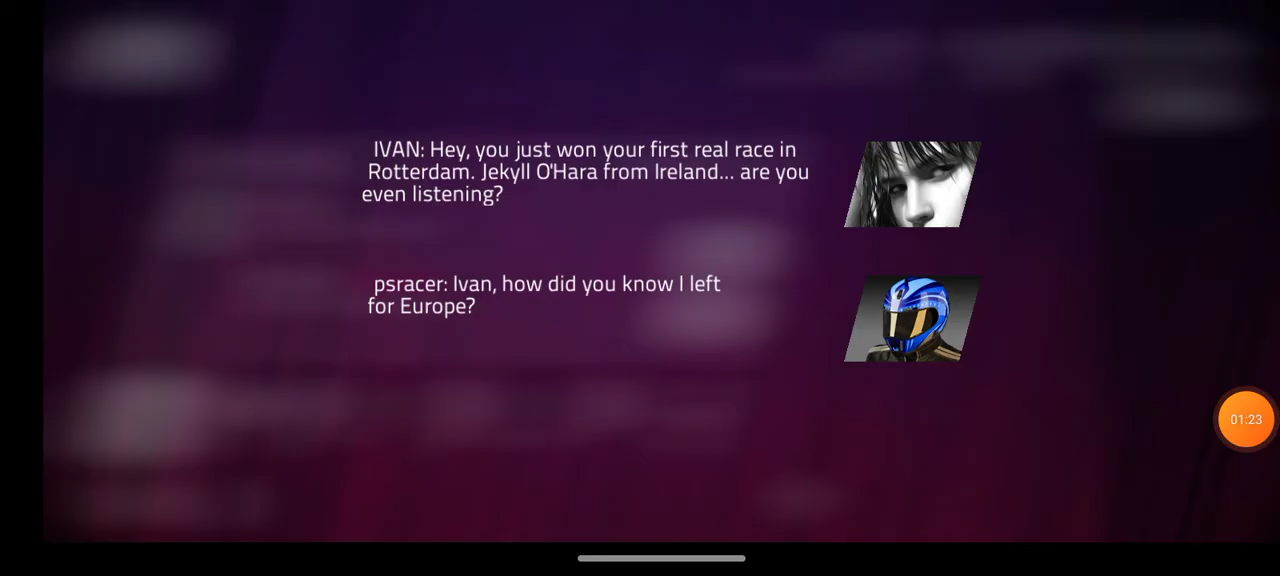 IVAN: Hey, you just won your first real race in
Rotterdam. Jekyll O'Hara from Ireland... are you
even listening?
psracer: Ivan, how did you know I left
for Europe?
01:23